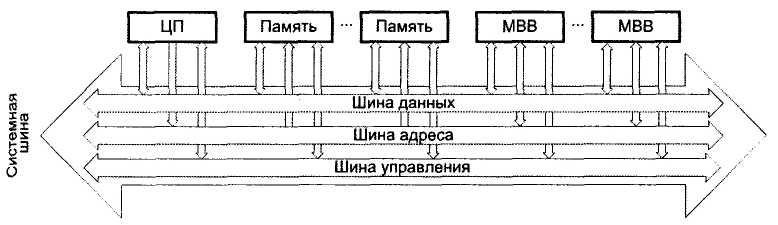 ЦП Память ... Память МВВ ... МВВ
Системная
шина
Шина данных
Шина адреса
Шина управления